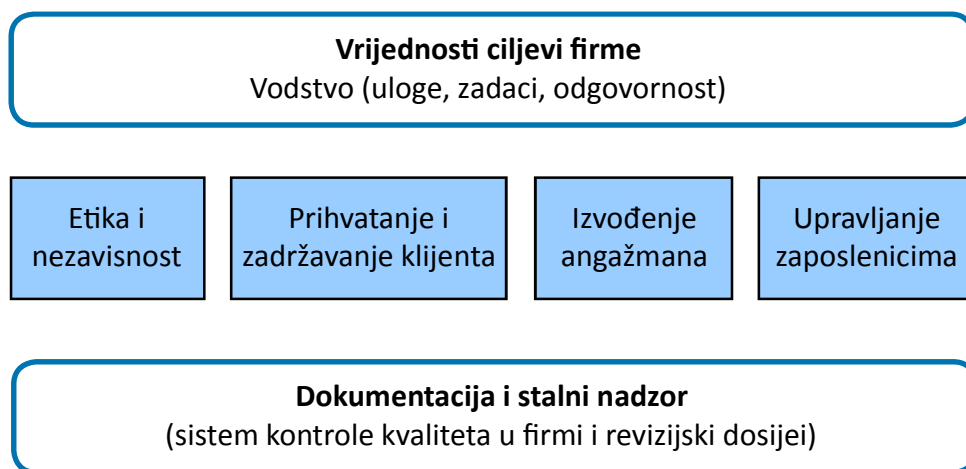 Vrijednosti ciljevi firme
Vodstvo (uloge, zadaci, odgovornost)
Etika i
nezavisnost
Prihvatanje i
zadržavanje klijenta
Izvođenje
angažmana
Upravljanje
zaposlenicima
Dokumentacija i stalni nadzor
(sistem kontrole kvaliteta u firmi i revizijski dosijei)